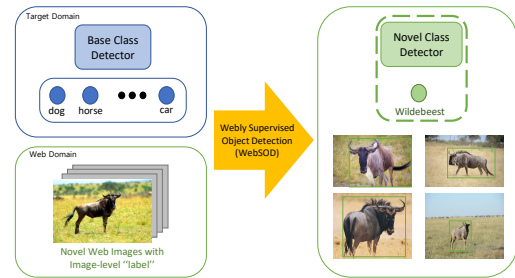 Target Domain
Base Class
Detector
dog
horse
car
Web Domain
Novel Web Images with
Image-level “label”
Webly Supervised
Object Detection
(WebSOD)
Novel Class
Detector
Wildebeest